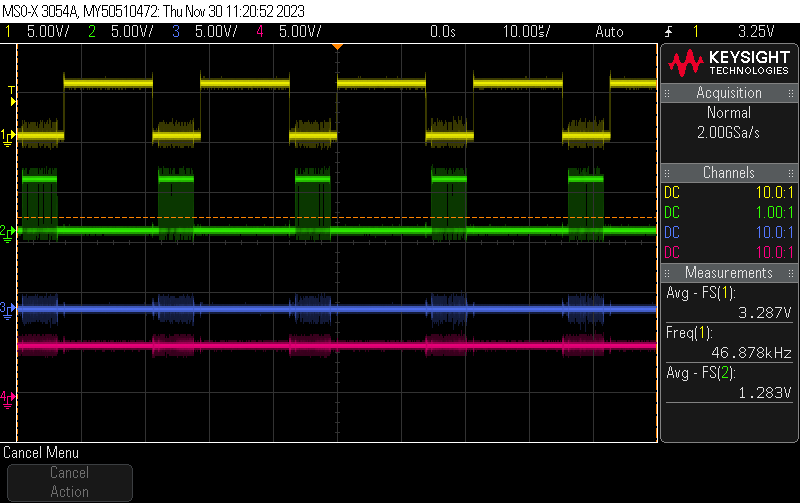 MSO-X 3054A, MY50510472: Thu Nov 30 11:20:52 2023
1 5.00V/ 2 5.00V/ 3 5.00V/ 4 5.00V/ 0.0s 10.00us/ Auto 1 3.25V
KEYSIGHT
TECHNOLOGIES
Acquisition
Normal
2.00GSa/s
Channels
DC 10.0:1
DC 1.00:1
DC 10.0:1
DC 10.0:1
Measurements
Avg - FS(1):
3.287V
Freq(1):
46.878kHz
Avg - FS(2):
1.283V
T
1
2
3
4
Cancel Menu
Cancel
Action